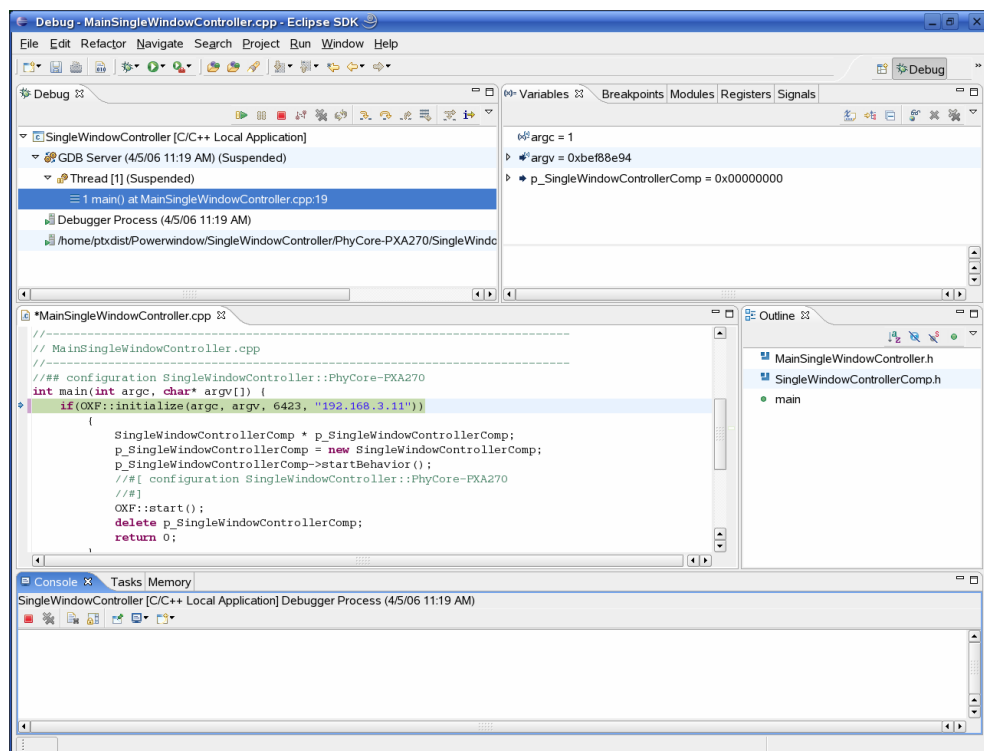 Debug - MainSingleWindowController.cpp - Eclipse SDK
File Edit Refactor Navigate Search Project Run Window Help
Debug
Debug
Variables Breakpoints Modules Registers Signals
SingleWindowController [C/C++ Local Application]
GDB Server (4/5/06 11:19 AM) (Suspended)
Thread [1] (Suspended)
1 main() at MainSingleWindowController.cpp:19
Debugger Process (4/5/06 11:19 AM)
/home/ptxdist/Powerwindow/SingleWindowController/PhyCore-PXA270/SingleWindo
argc = 1
argv = 0xbef88e94
p_SingleWindowControllerComp = 0x00000000
*MainSingleWindowController.cpp
//----------------------------------------------------------------------------
// MainSingleWindowController.cpp
//----------------------------------------------------------------------------
//## configuration SingleWindowController::PhyCore-PXA270
int main(int argc, char* argv[]) {
if(OXF::initialize(argc, argv, 6423, "192.168.3.11"))
{
SingleWindowControllerComp * p_SingleWindowControllerComp;
p_SingleWindowControllerComp = new SingleWindowControllerComp;
p_SingleWindowControllerComp->startBehavior();
//#[ configuration SingleWindowController::PhyCore-PXA270
//#]
OXF::start();
delete p_SingleWindowControllerComp;
return 0;
}
Outline
MainSingleWindowController.h
SingleWindowControllerComp.h
main
Console Tasks Memory
SingleWindowController [C/C++ Local Application] Debugger Process (4/5/06 11:19 AM)